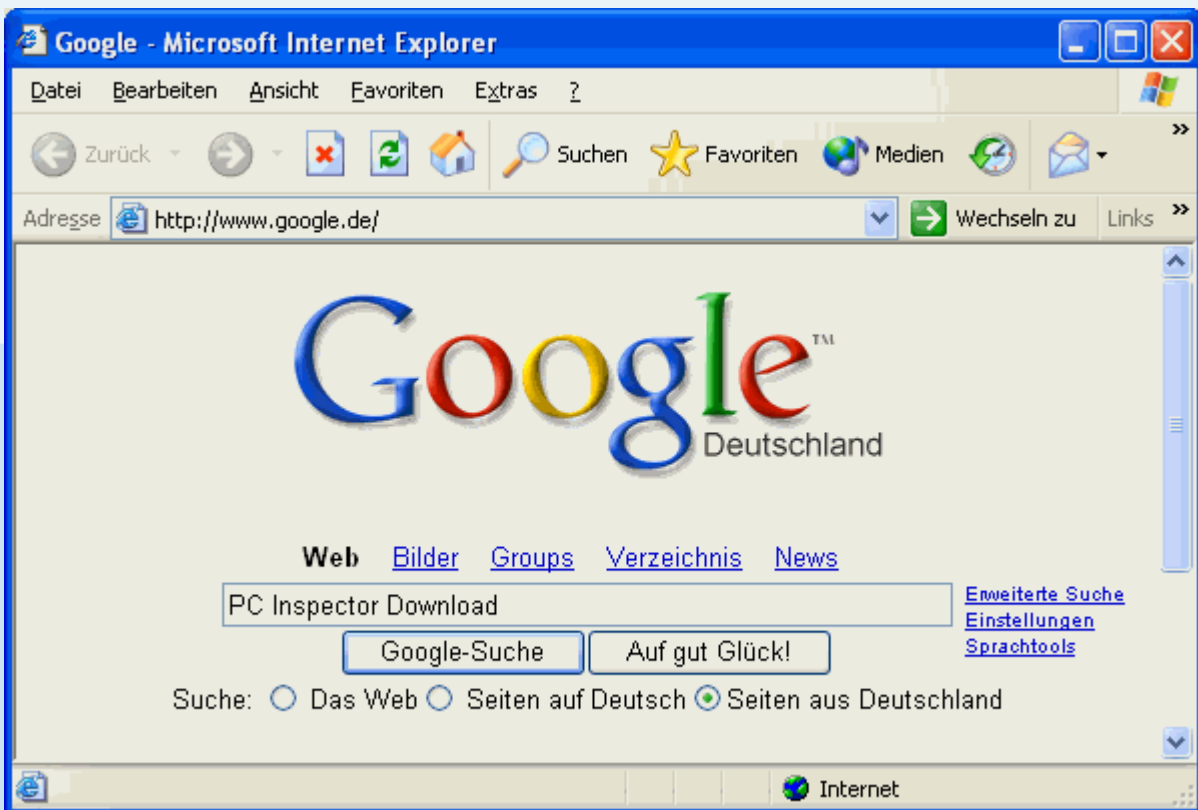 Google - Microsoft Internet Explorer
Datei Bearbeiten Ansicht Favoriten Extras ?
Zurück Suchen Favoriten Medien »
Adresse http://www.google.de/ Wechseln zu Links »
Google™
Deutschland
Web Bilder Groups Verzeichnis News
PC Inspector Download
Erweiterte Suche
Einstellungen
Sprachtools
Google-Suche Auf gut Glück!
Suche: Das Web Seiten auf Deutsch Seiten aus Deutschland
Internet